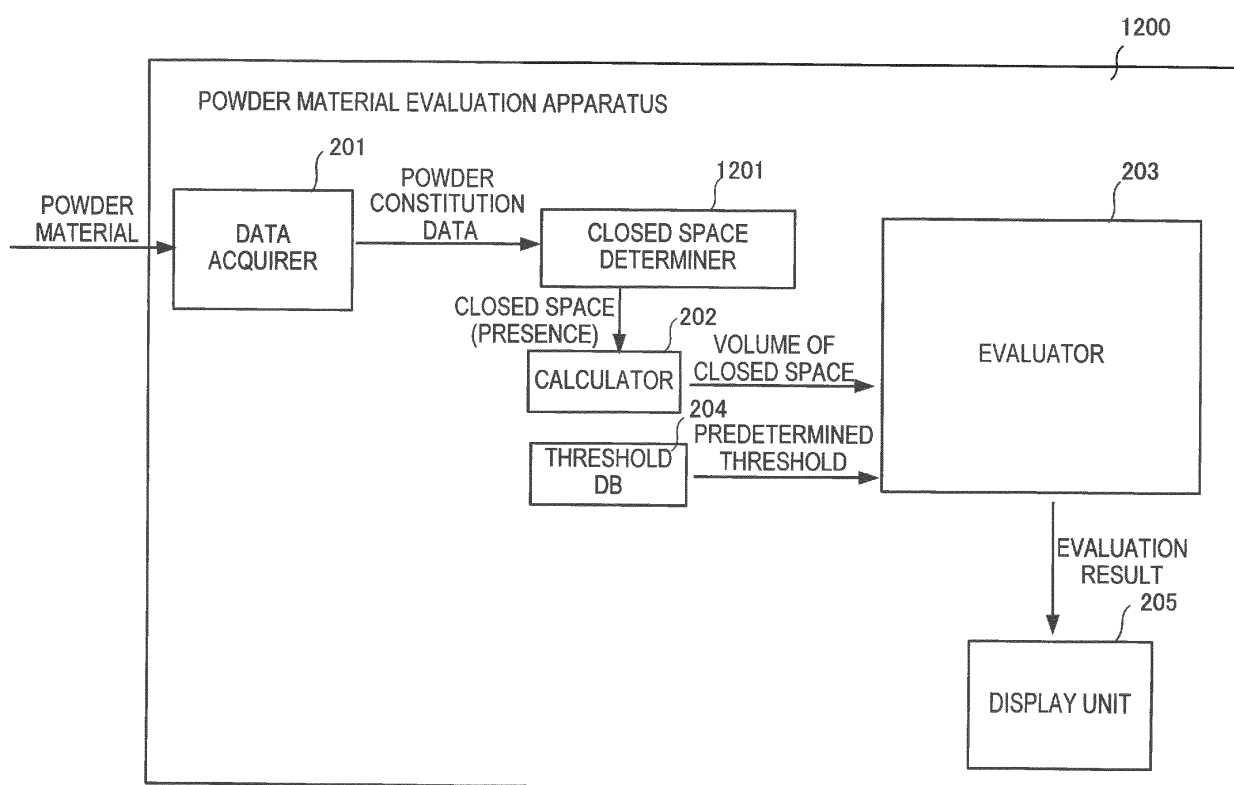 1200
POWDER MATERIAL EVALUATION APPARATUS
201
1201
203
POWDER
MATERIAL
DATA
ACQUIRER
POWDER
CONSTITUTION
DATA
CLOSED SPACE
DETERMINER
CLOSED SPACE
(PRESENCE)
202
CALCULATOR
VOLUME OF
CLOSED SPACE
EVALUATOR
204
THRESHOLD
DB
PREDETERMINED
THRESHOLD
EVALUATION
RESULT
205
DISPLAY UNIT